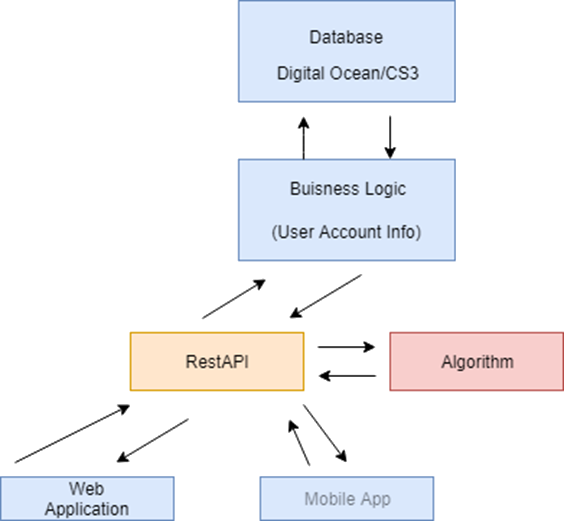 Database
Digital Ocean/CS3
Buisness Logic
(User Account Info)
RestAPI
Algorithm
Web
Application
Mobile App